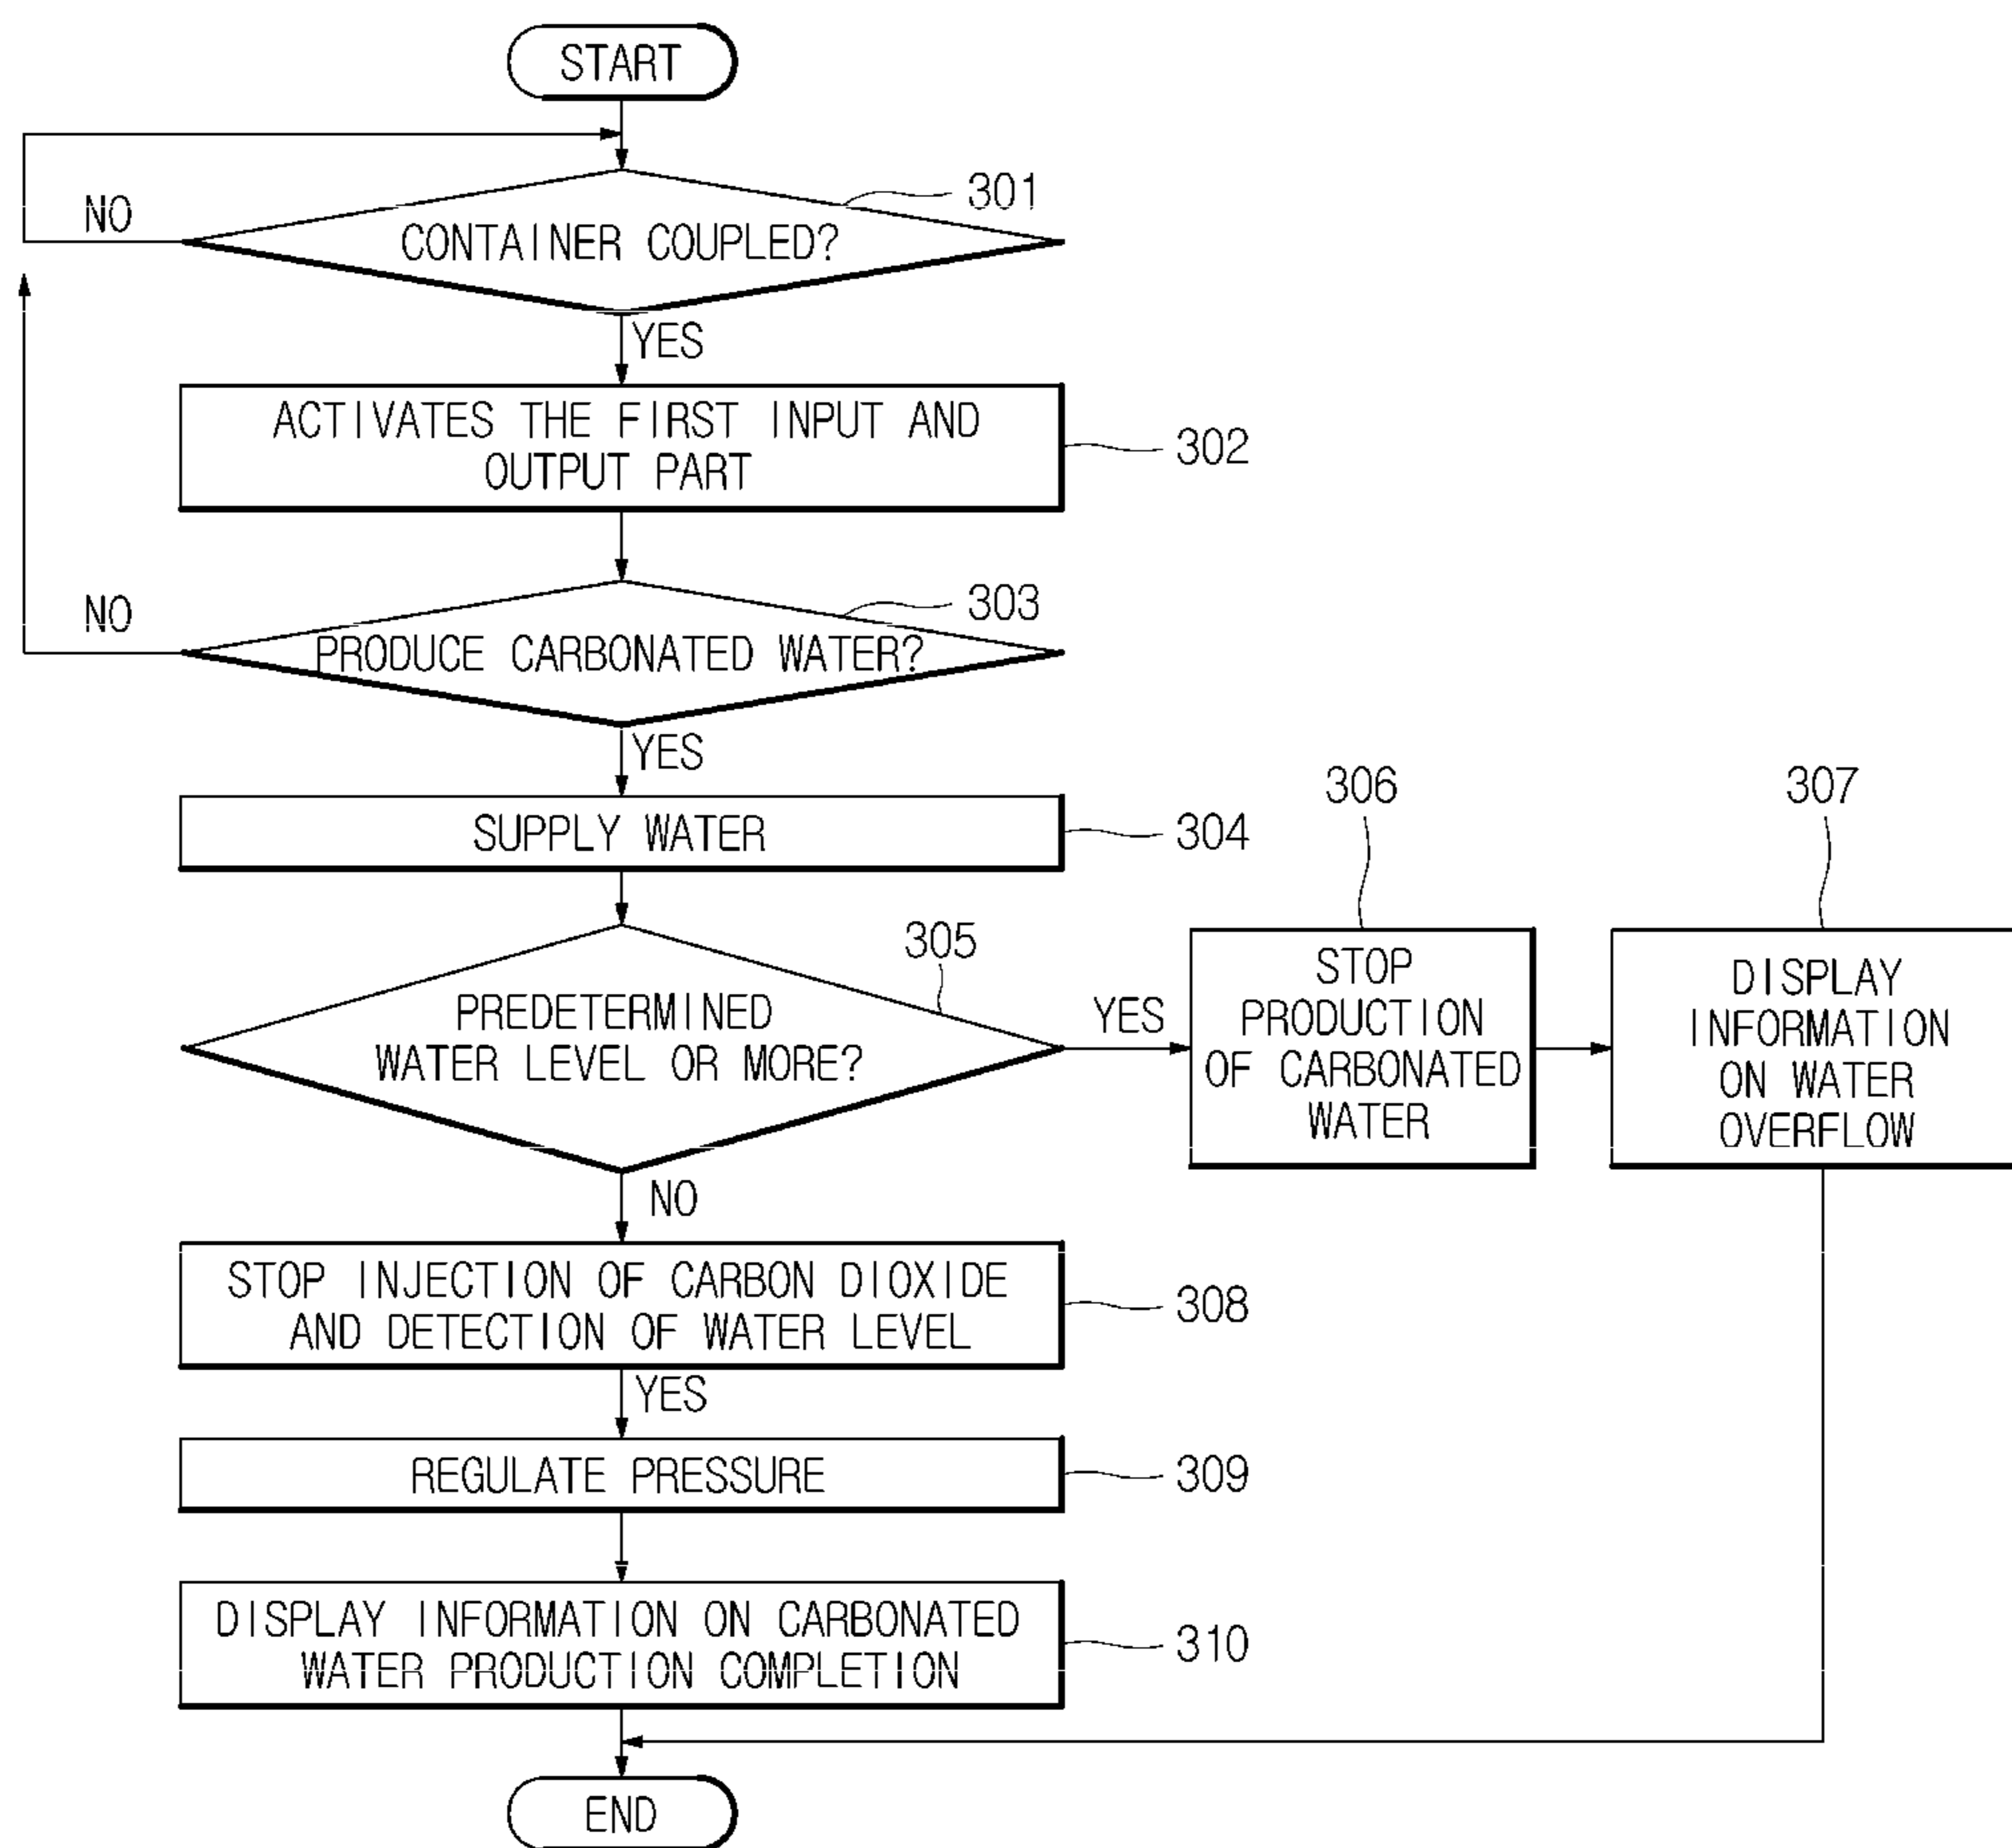 START
301
NO
CONTAINER COUPLED?
YES
ACTIVATES THE FIRST INPUT AND
OUTPUT PART
302
303
NO
PRODUCE CARBONATED WATER?
YES
SUPPLY WATER
304
305
PREDETERMINED
WATER LEVEL OR MORE?
YES
306
STOP
PRODUCTION
OF CARBONATED
WATER
307
DISPLAY
INFORMATION
ON WATER
OVERFLOW
NO
STOP INJECTION OF CARBON DIOXIDE
AND DETECTION OF WATER LEVEL
308
YES
REGULATE PRESSURE
309
DISPLAY INFORMATION ON CARBONATED
WATER PRODUCTION COMPLETION
310
END